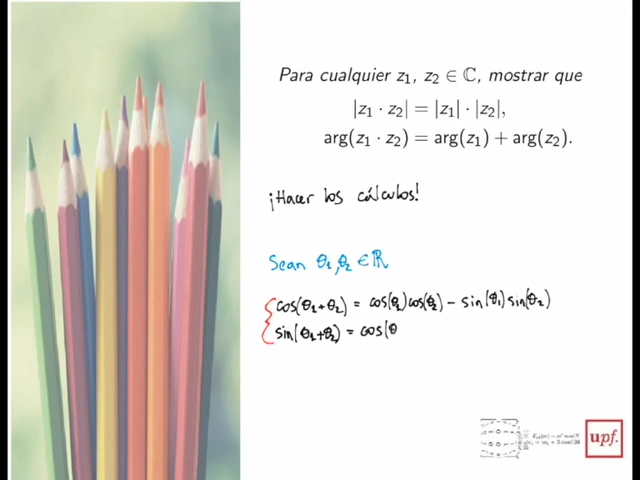 Para cualquier z₁, z₂ ∈ ℂ, mostrar que
|z₁ · z₂| = |z₁| · |z₂|,
arg(z₁ · z₂) = arg(z₁) + arg(z₂).
¡Hacer los cálculos!
Sean θ₁, θ₂ ∈ ℝ
cos(θ₁+θ₂) = cos(θ₁)cos(θ₂) − sin(θ₁)sin(θ₂)
sin(θ₁+θ₂) = cos(θ
upf.